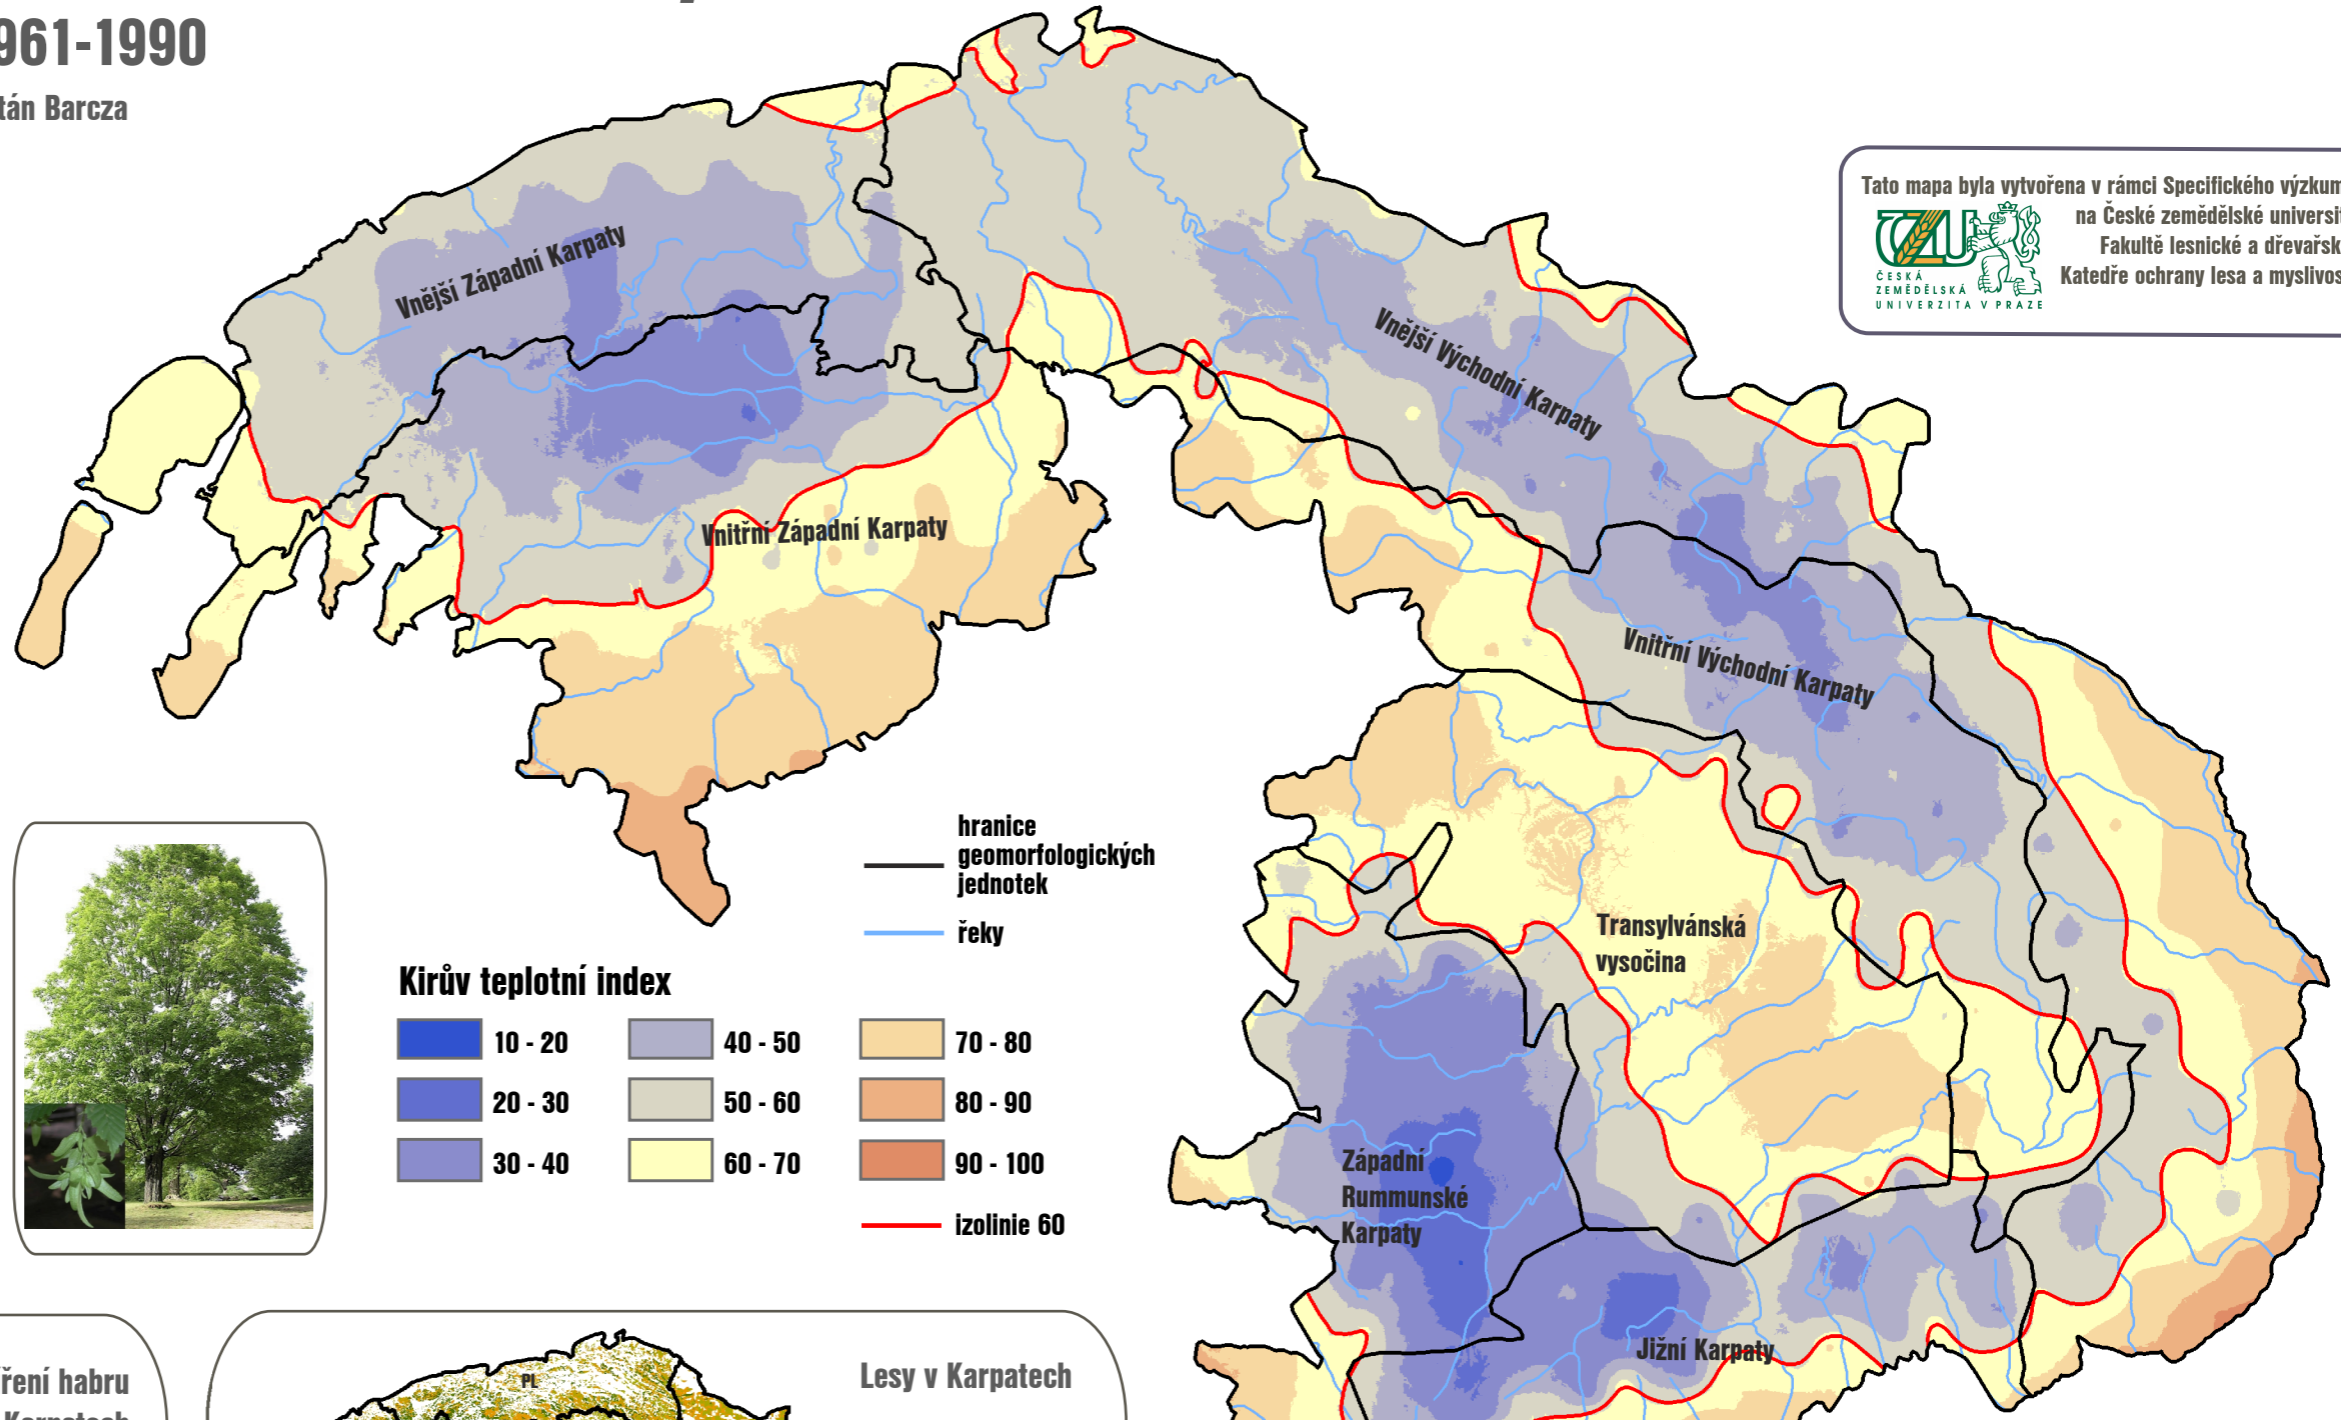 961-1990
tán Barcza
Tato mapa byla vytvořena v rámci Specifického výzkum
na České zemědělské universit
Fakultě lesnické a dřevařsk
Katedře ochrany lesa a myslivos
ČZU
ČESKÁ
ZEMĚDĚLSKÁ
UNIVERZITA V PRAZE
Vnější Západní Karpaty
Vnější Východní Karpaty
Vnitřní Západní Karpaty
Vnitřní Východní Karpaty
hranice
geomorfologických
jednotek
řeky
Transylvánská
vysočina
Kirův teplotní index
10 - 20
40 - 50
70 - 80
20 - 30
50 - 60
80 - 90
30 - 40
60 - 70
90 - 100
izolinie 60
Západní
Rummunské
Karpaty
Jižní Karpaty
ření habru
Karpatech
Lesy v Karpatech
PL